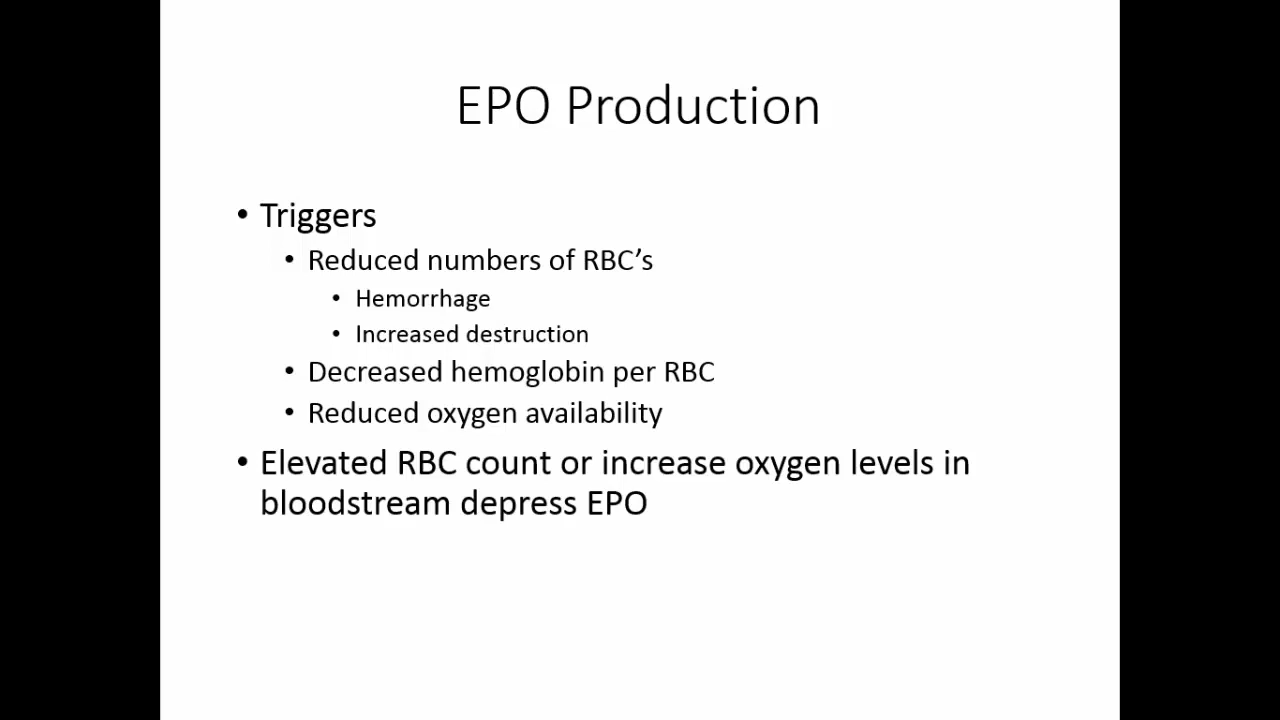 EPO Production
• Triggers
• Reduced numbers of RBC’s
• Hemorrhage
• Increased destruction
• Decreased hemoglobin per RBC
• Reduced oxygen availability
• Elevated RBC count or increase oxygen levels in
bloodstream depress EPO